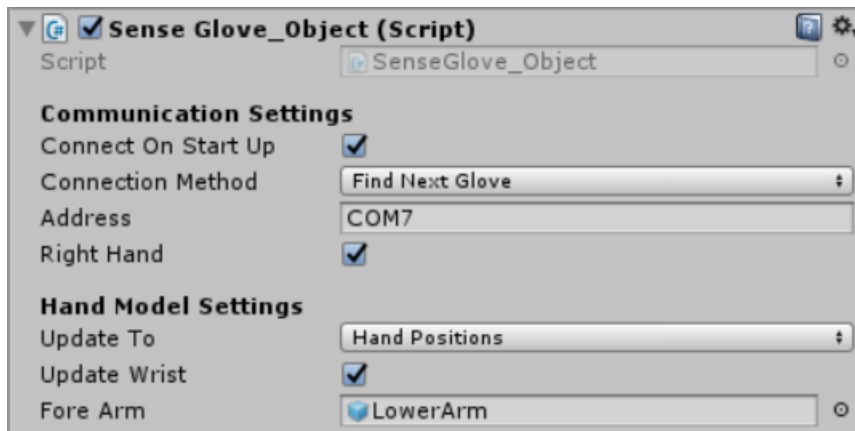 Sense Glove_Object (Script)
Script SenseGlove_Object
Communication Settings
Connect On Start Up
Connection Method Find Next Glove
Address COM7
Right Hand
Hand Model Settings
Update To Hand Positions
Update Wrist
Fore Arm LowerArm